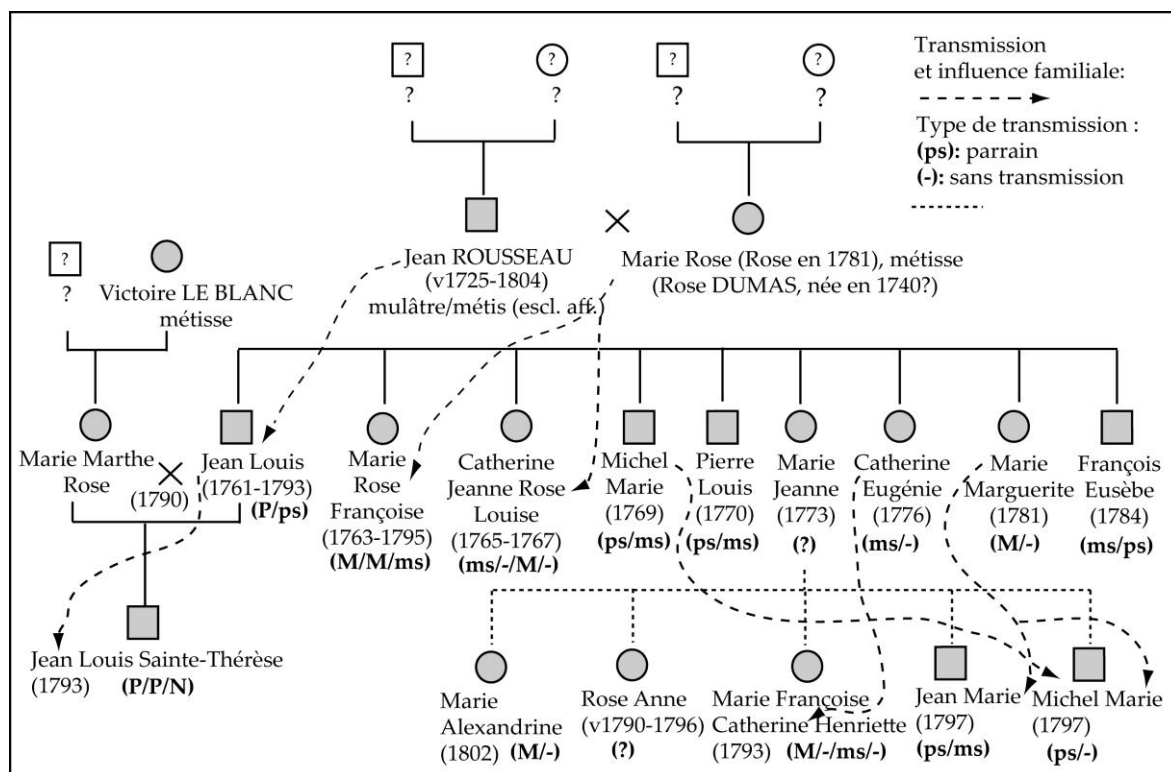 ?
?
?
?
?
?
?
?
Transmission
et influence familiale:
Type de transmission :
(ps): parrain
(-): sans transmission
Jean ROUSSEAU
(v1725-1804)
mulâtre/métis (escl. aff.)
Marie Rose (Rose en 1781), métisse
(Rose DUMAS, née en 1740?)
?
?
Victoire LE BLANC
métisse
Marie Marthe
Rose
(1790)
Jean Louis
(1761-1793)
(P/ps)
Marie
Rose
Françoise
(1763-1795)
(M/M/ms)
Catherine
Jeanne Rose
Louise
(1765-1767)
(ms/-/M/-)
Michel
Marie
(1769)
(ps/ms)
Pierre
Louis
(1770)
(ps/ms)
Marie
Jeanne
(1773)
(?)
Catherine
Eugénie
(1776)
(ms/-)
Marie
Marguerite
(1781)
(M/-)
François
Eusèbe
(1784)
(ms/ps)
Jean Louis Sainte-Thérèse
(1793) (P/P/N)
Marie
Alexandrine
(1802) (M/-)
Rose Anne
(v1790-1796)
(?)
Marie Françoise
Catherine Henriette
(1793) (M/-/ms/-)
Jean Marie
(1797)
(ps/ms)
Michel Marie
(1797)
(ps/-)